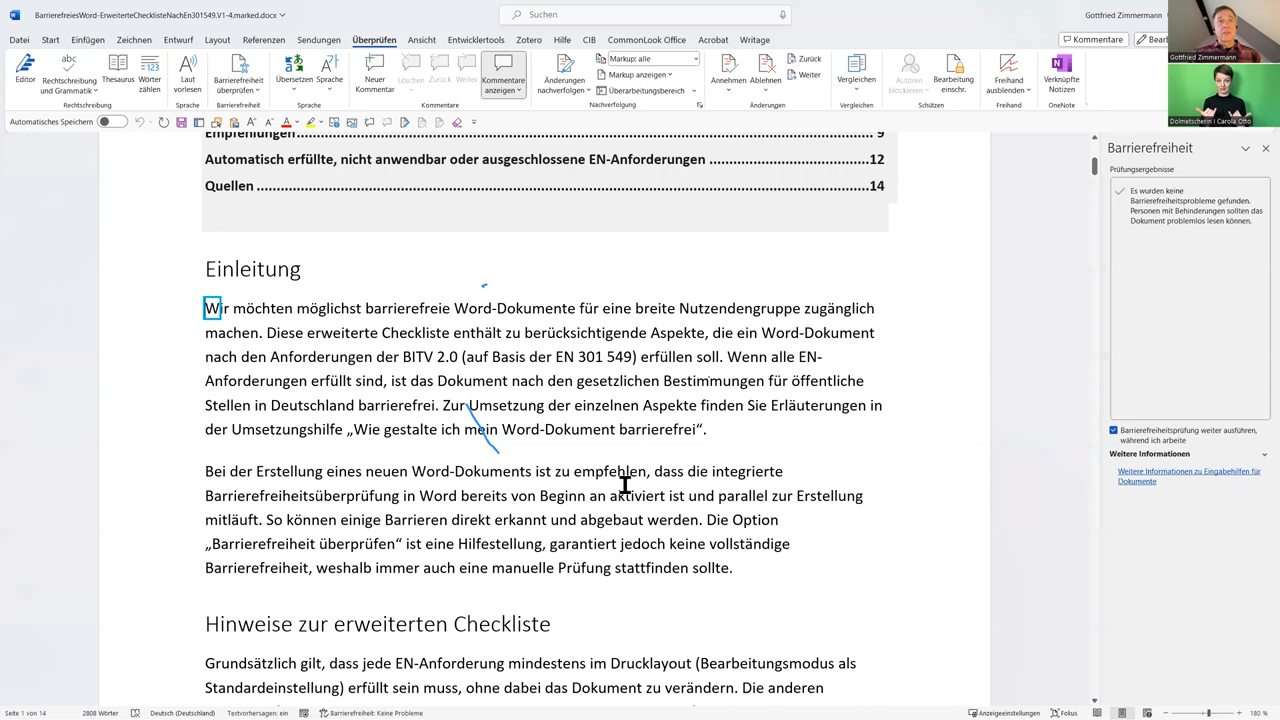 BarrierefreiesWord-ErweiterteChecklisteNachEn301549.V1-4.marked.docx
Suchen
Gottfried Zimmermann
Datei Start Einfügen Zeichnen Entwurf Layout Referenzen Sendungen Überprüfen Ansicht Entwicklertools Zotero Hilfe CIB CommonLook Office Acrobat Writage
Kommentare
Gottfried Zimmermann
Editor
Rechtschreibung und Grammatik
Thesaurus
Wörter zählen
Rechtschreibung
Laut vorlesen
Sprache
Barrierefreiheit überprüfen
Barrierefreiheit
Übersetzen
Sprache
Sprache
Neuer Kommentar
Löschen
Zurück
Weiter
Kommentare anzeigen
Kommentare
Änderungen nachverfolgen
Markup: alle
Markup anzeigen
Überarbeitungsbereich
Nachverfolgung
Annehmen
Ablehnen
Zurück
Weiter
Änderungen
Vergleichen
Vergleichen
Autoren blockieren
Bearbeitung einschr.
Schützen
Freihand ausblenden
Freihand
Verknüpfte Notizen
OneNote
Dolmetscherin I Carola Otto
Automatisches Speichern
Empfehlungen 9
Automatisch erfüllte, nicht anwendbar oder ausgeschlossene EN-Anforderungen 12
Quellen 14
Einleitung
Wir möchten möglichst barrierefreie Word-Dokumente für eine breite Nutzendengruppe zugänglich
machen. Diese erweiterte Checkliste enthält zu berücksichtigende Aspekte, die ein Word-Dokument
nach den Anforderungen der BITV 2.0 (auf Basis der EN 301 549) erfüllen soll. Wenn alle EN-
Anforderungen erfüllt sind, ist das Dokument nach den gesetzlichen Bestimmungen für öffentliche
Stellen in Deutschland barrierefrei. Zur Umsetzung der einzelnen Aspekte finden Sie Erläuterungen in
der Umsetzungshilfe „Wie gestalte ich mein Word-Dokument barrierefrei“.
Bei der Erstellung eines neuen Word-Dokuments ist zu empfehlen, dass die integrierte
Barrierefreiheitsüberprüfung in Word bereits von Beginn an aktiviert ist und parallel zur Erstellung
mitläuft. So können einige Barrieren direkt erkannt und abgebaut werden. Die Option
„Barrierefreiheit überprüfen“ ist eine Hilfestellung, garantiert jedoch keine vollständige
Barrierefreiheit, weshalb immer auch eine manuelle Prüfung stattfinden sollte.
Hinweise zur erweiterten Checkliste
Grundsätzlich gilt, dass jede EN-Anforderung mindestens im Drucklayout (Bearbeitungsmodus als
Standardeinstellung) erfüllt sein muss, ohne dabei das Dokument zu verändern. Die anderen
Barrierefreiheit
Prüfungsergebnisse
Es wurden keine
Barrierefreiheitsprobleme gefunden.
Personen mit Behinderungen sollten das
Dokument problemlos lesen können.
Barrierefreiheitsprüfung weiter ausführen,
während ich arbeite
Weitere Informationen
Weitere Informationen zu Eingabehilfen für
Dokumente
Seite 1 von 14 2808 Wörter Deutsch (Deutschland) Textvorhersagen: ein Barrierefreiheit: Keine Probleme Anzeigeeinstellungen Fokus 180 %